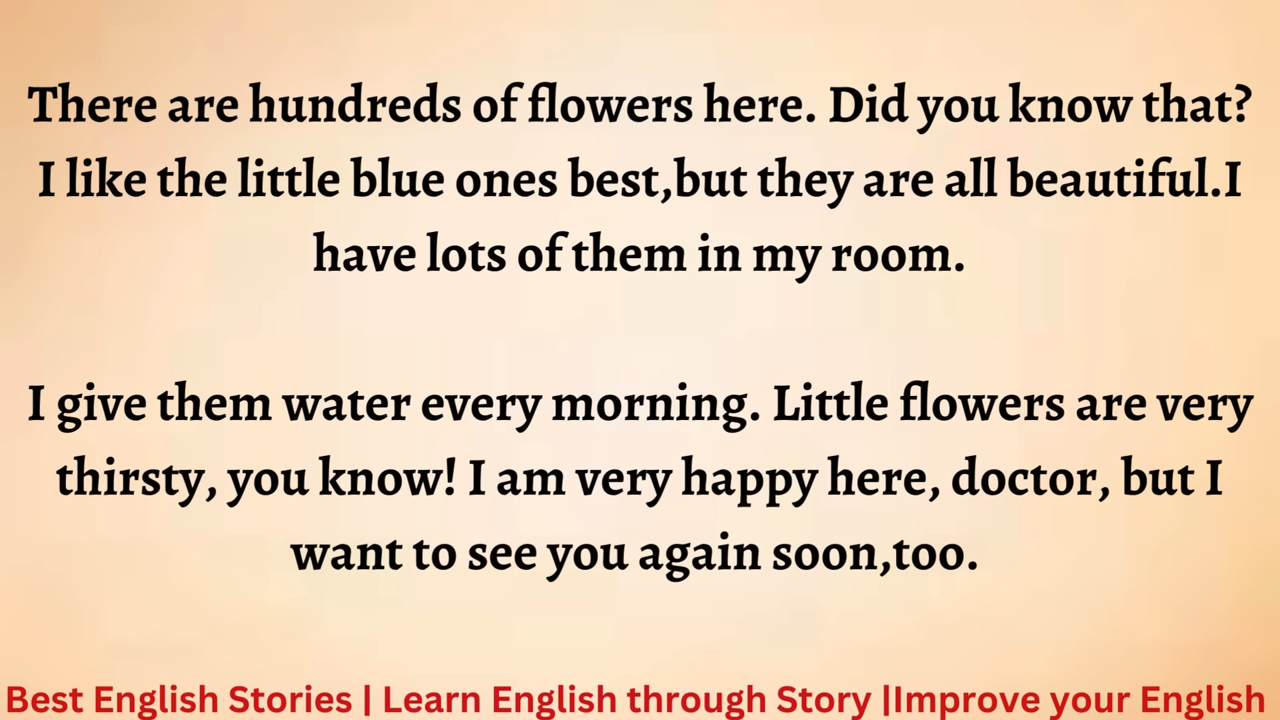 There are hundreds of flowers here. Did you know that?
I like the little blue ones best,but they are all beautiful.I
have lots of them in my room.
I give them water every morning. Little flowers are very
thirsty, you know! I am very happy here, doctor, but I
want to see you again soon,too.
Best English Stories | Learn English through Story |Improve your English